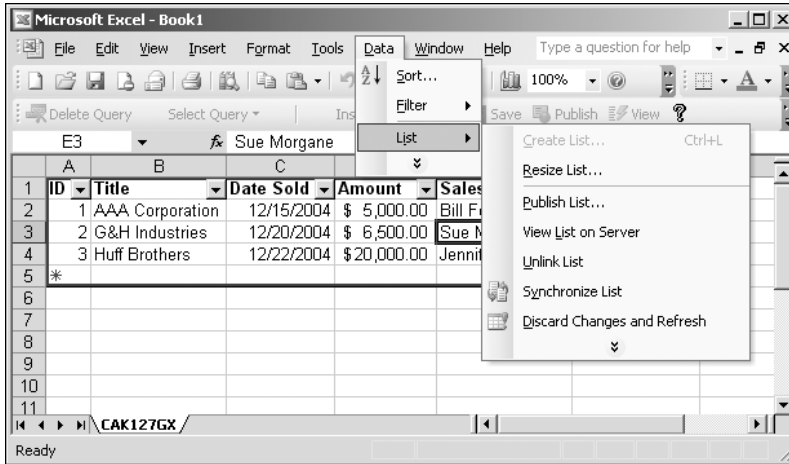 Microsoft Excel - Book1
File Edit View Insert Format Tools Data Window Help Type a question for help
Sort... 100%
Filter
Delete Query Select Query Ins Save Publish View
List
E3 fx Sue Morgane
Create List... Ctrl+L
Resize List...
Publish List...
View List on Server
Unlink List
Synchronize List
Discard Changes and Refresh
A B C
1 ID Title Date Sold Amount Sales
2 1 AAA Corporation 12/15/2004 $ 5,000.00 Bill
3 2 G&H Industries 12/20/2004 $ 6,500.00 Sue
4 3 Huff Brothers 12/22/2004 $20,000.00 Jennif
5 *
6
7
8
9
10
11
CAK127GX
Ready